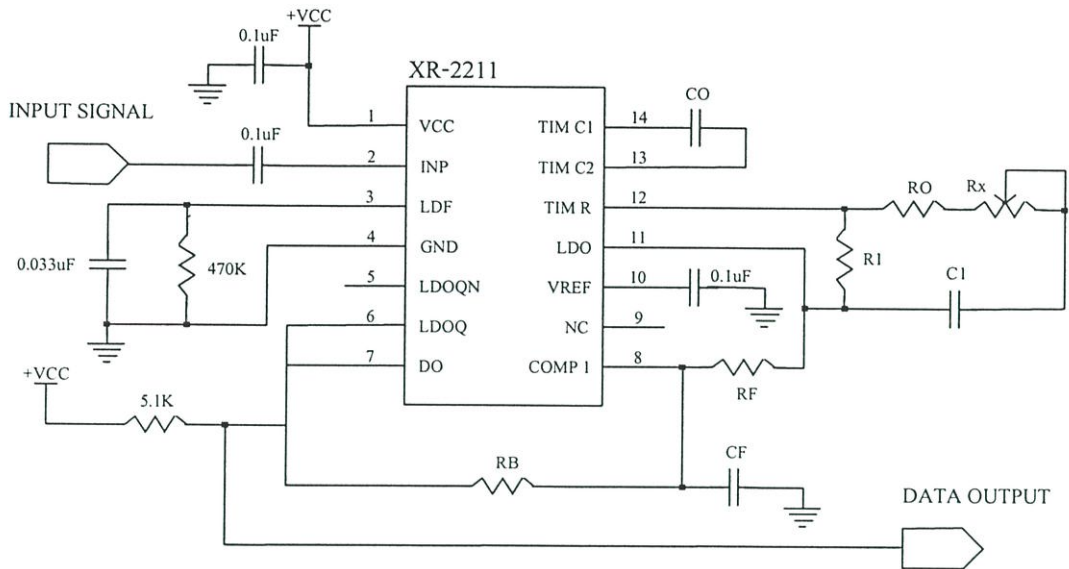 +VCC
0.1uF
XR-2211
INPUT SIGNAL
0.1uF
1 VCC
2 INP
3 LDF
4 GND
5 LDOQN
6 LDOQ
7 DO
TIM C1 14
TIM C2 13
TIM R 12
LDO 11
VREF 10
NC 9
COMP 1 8
CO
RO
Rx
R1
C1
0.1uF
0.033uF
470K
RF
+VCC
5.1K
RB
CF
DATA OUTPUT